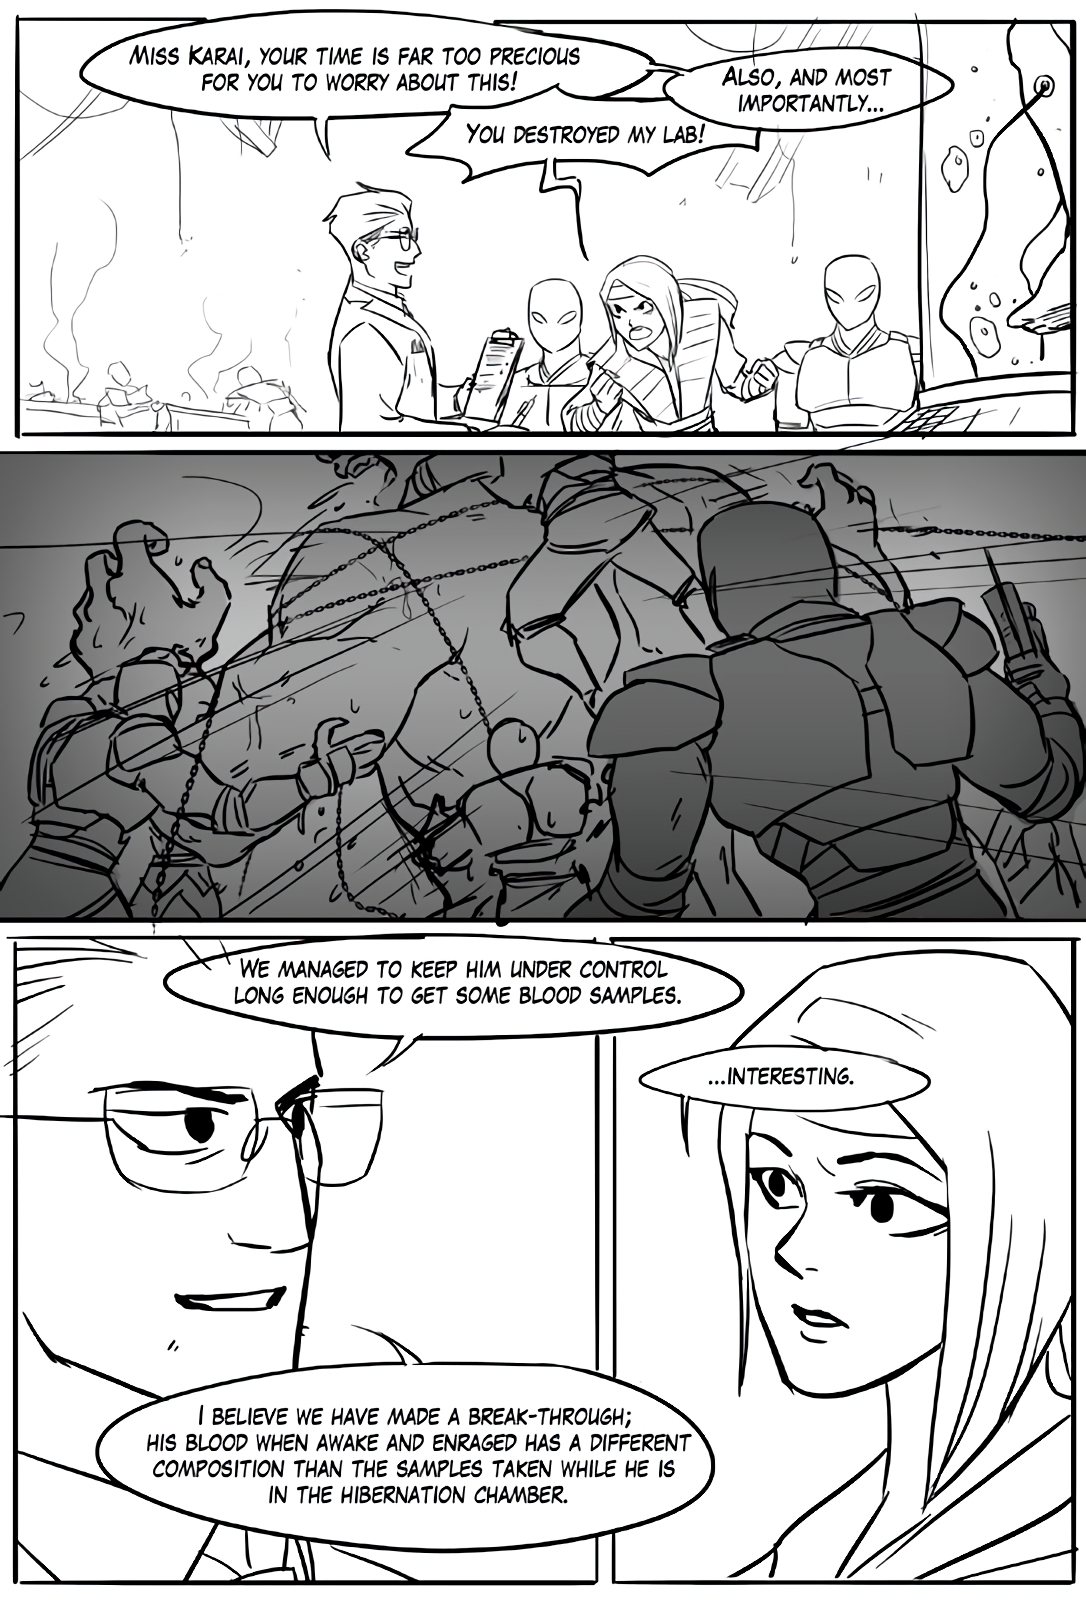 Miss Karai, your time is far too precious
for you to worry about this!
Also, and most
importantly...
You destroyed my lab!
We managed to keep him under control
long enough to get some blood samples.
...interesting.
I believe we have made a break-through;
his blood when awake and enraged has a different
composition than the samples taken while he is
in the hibernation chamber.